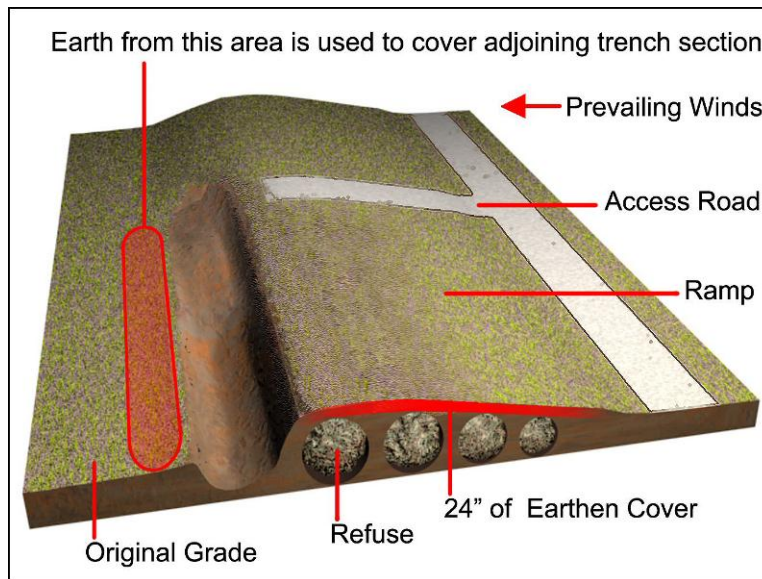 Earth from this area is used to cover adjoining trench section
Prevailing Winds
Access Road
Ramp
24” of Earthen Cover
Refuse
Original Grade